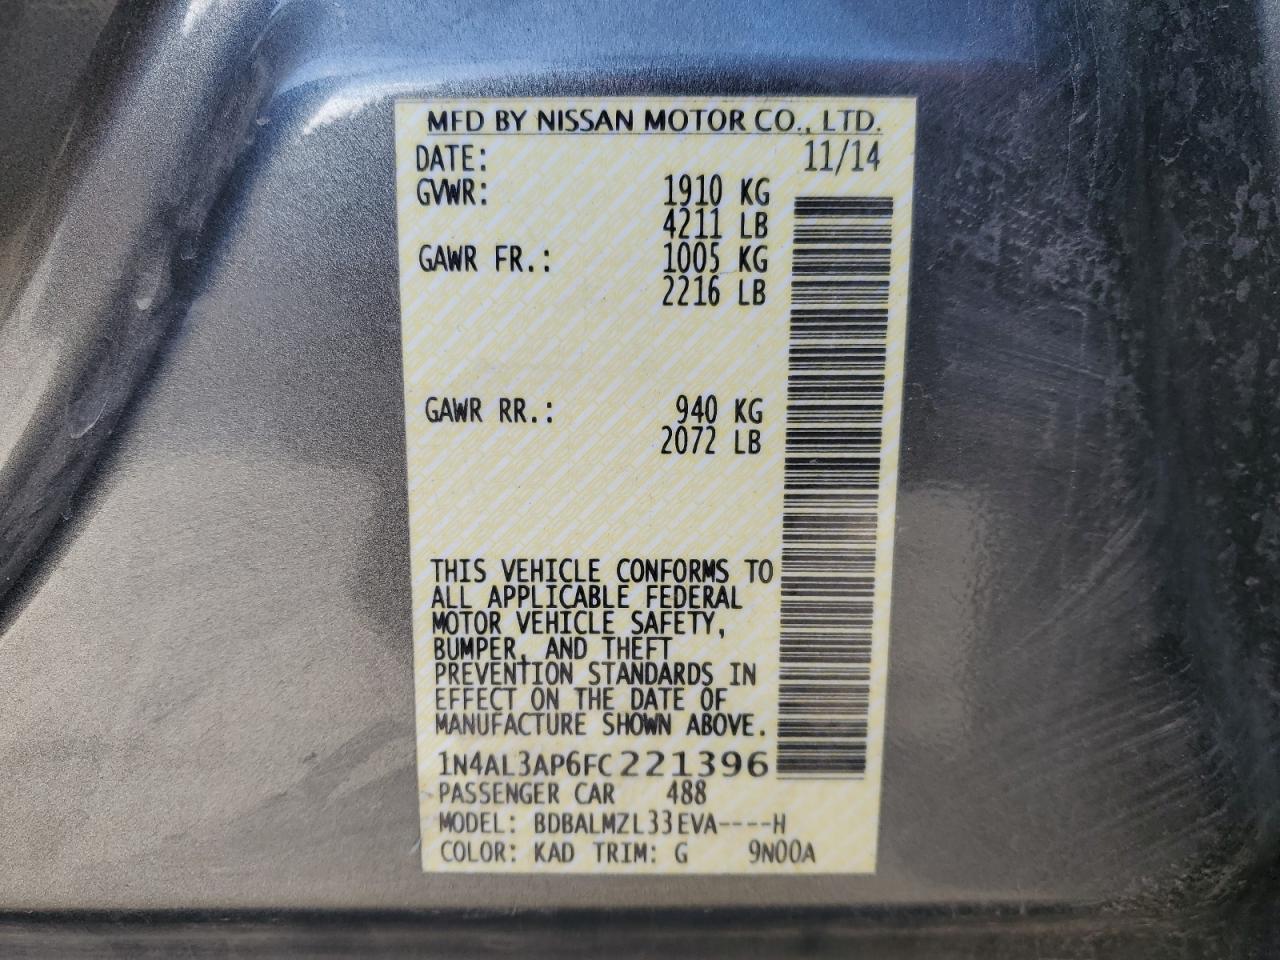 MFD BY NISSAN MOTOR CO., LTD.
DATE: 11/14
GVWR: 1910 KG
4211 LB
GAWR FR.: 1005 KG
2216 LB
GAWR RR.: 940 KG
2072 LB
THIS VEHICLE CONFORMS TO
ALL APPLICABLE FEDERAL
MOTOR VEHICLE SAFETY,
BUMPER, AND THEFT
PREVENTION STANDARDS IN
EFFECT ON THE DATE OF
MANUFACTURE SHOWN ABOVE.
1N4AL3AP6FC221396
PASSENGER CAR 488
MODEL: BDBALMZL33EVA----H
COLOR: KAD TRIM: G 9N00A